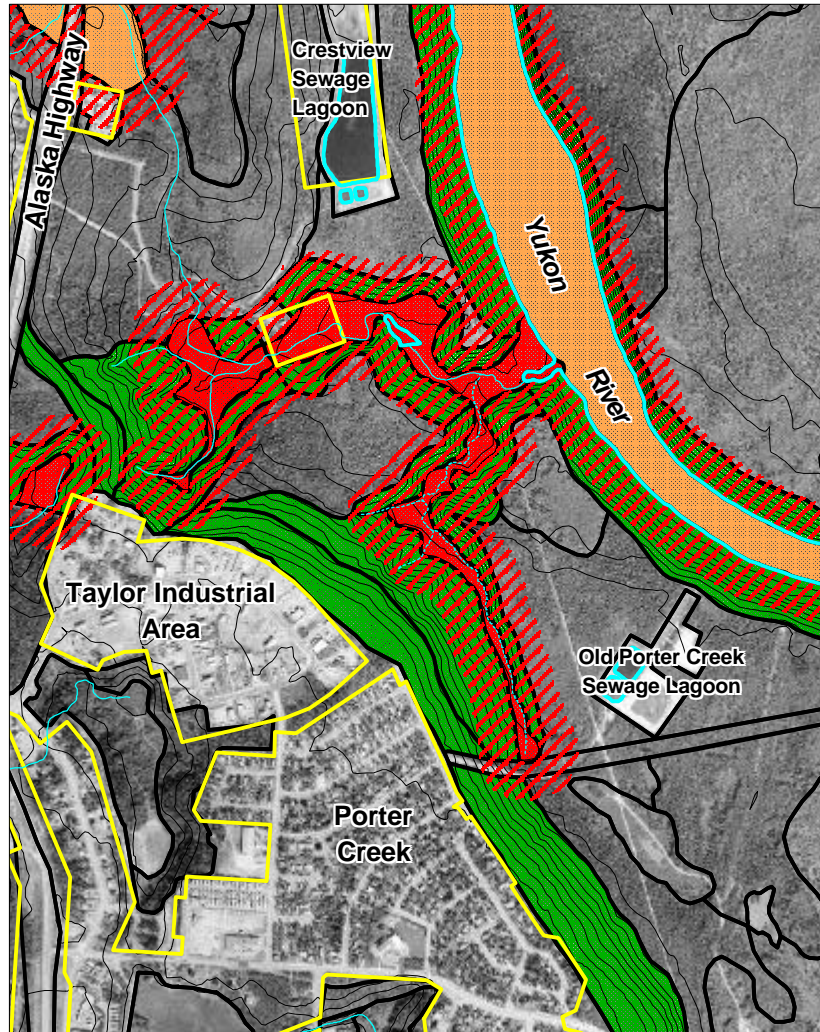 Crestview
Sewage
Lagoon
Alaska Highway
Yukon
River
Taylor Industrial
Area
Old Porter Creek
Sewage Lagoon
Porter
Creek